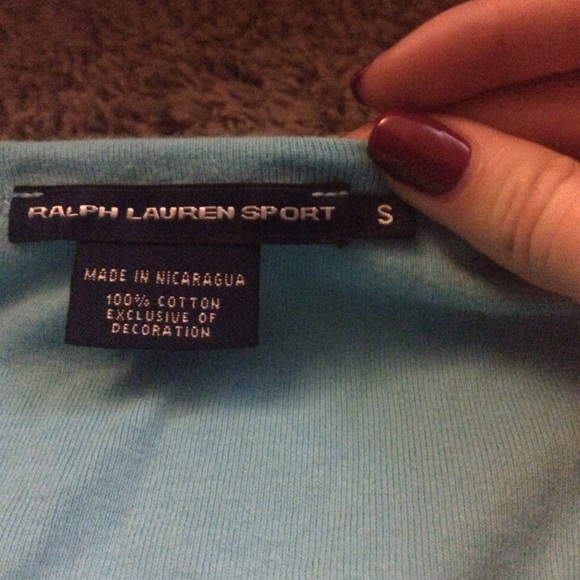 RALPH LAUREN SPORT S
MADE IN NICARAGUA
100% COTTON
EXCLUSIVE OF
DECORATION